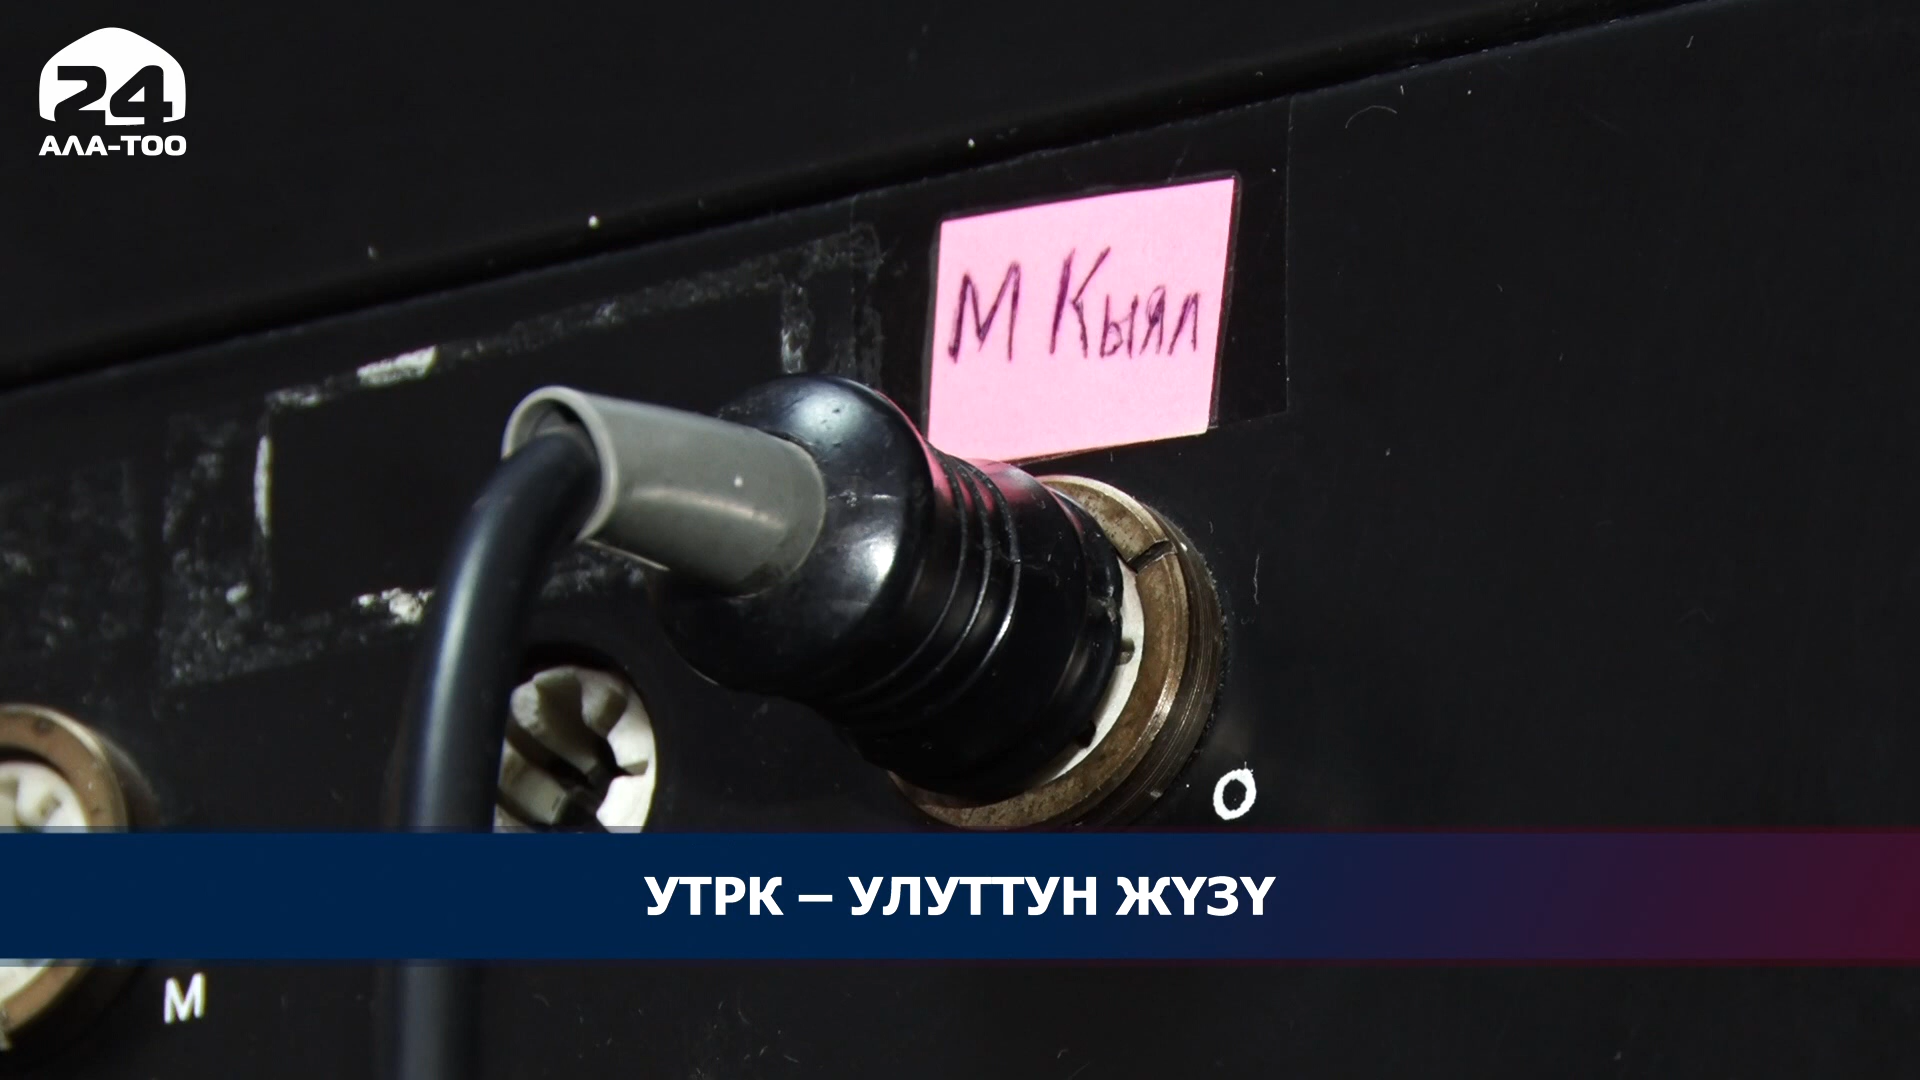 24
АЛА-ТОО
М Кыял
О
УТРК – УЛУТТУН ЖҮЗҮ
М